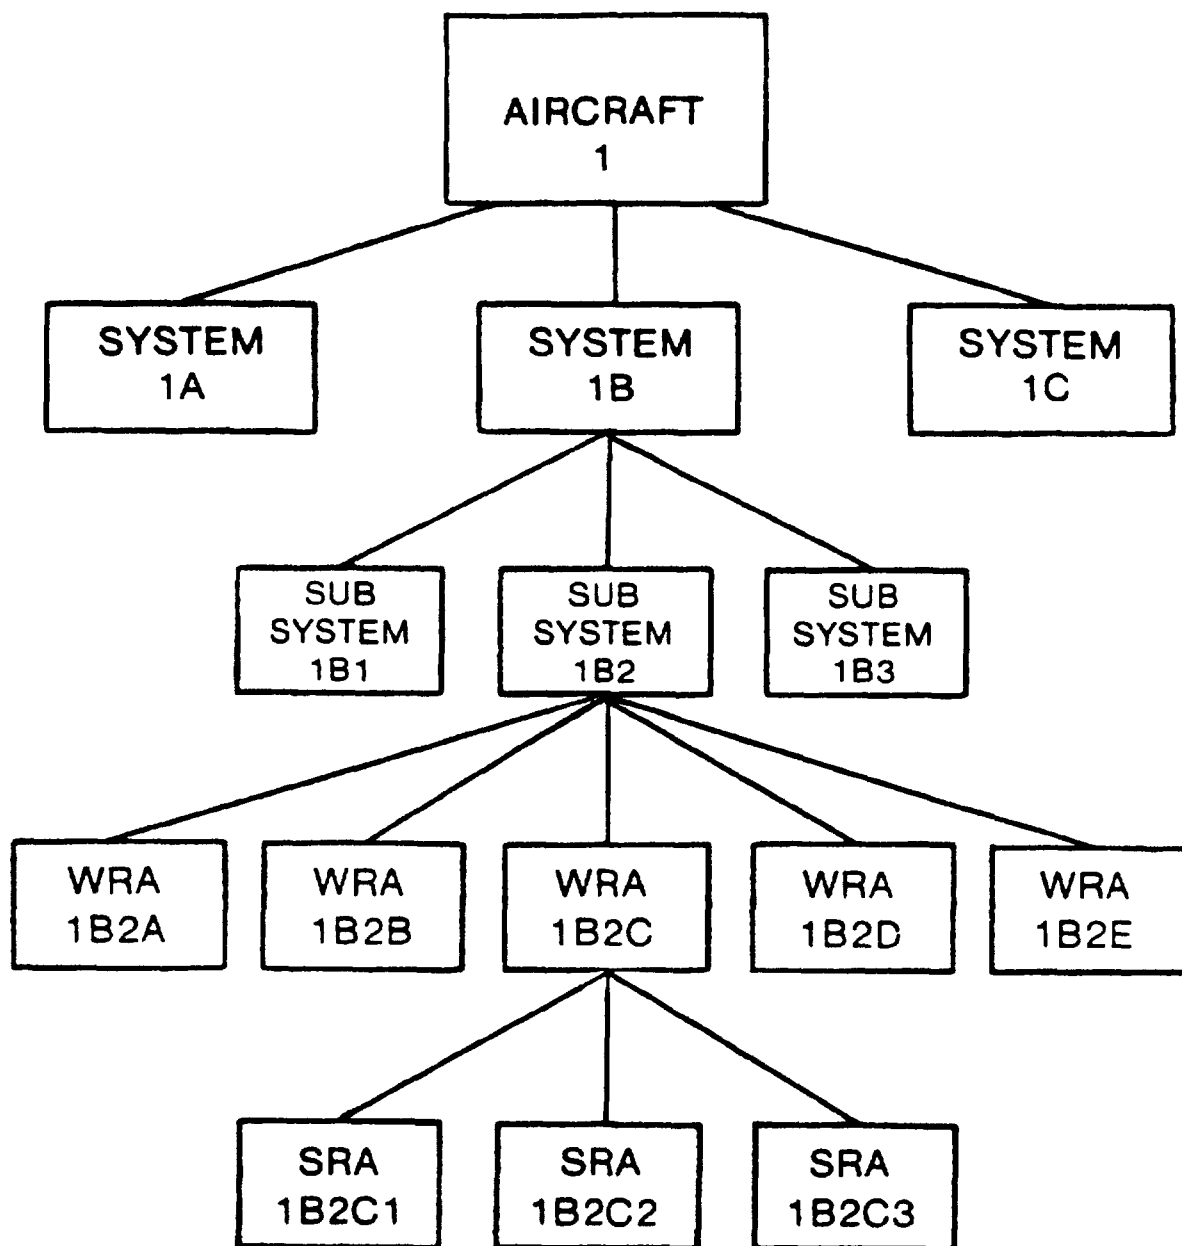 AIRCRAFT
1
SYSTEM
1A
SYSTEM
1B
SYSTEM
1C
SUB
SYSTEM
1B1
SUB
SYSTEM
1B2
SUB
SYSTEM
1B3
WRA
1B2A
WRA
1B2B
WRA
1B2C
WRA
1B2D
WRA
1B2E
SRA
1B2C1
SRA
1B2C2
SRA
1B2C3